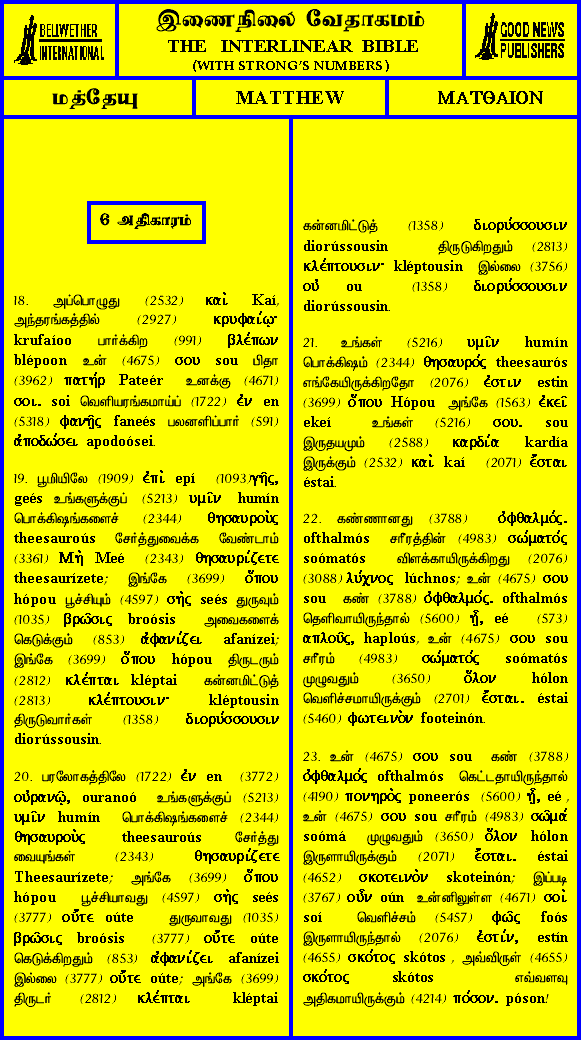 BELLWETHER
INTERNATIONAL
இணைநிலை வேதாகமம்
THE INTERLINEAR BIBLE
(WITH STRONG'S NUMBERS)
GOOD NEWS
PUBLISHERS
மத்தேயு
MATTHEW
ΜΑΤΘΑΙΟΝ
6 அதிகாரம்
18. அப்பொழுது (2532) καὶ Kaí,
அந்தரங்கத்தில் (2927) κρυφαίῳ·
krufaíoo பார்க்கிற (991) βλέπων
blépoon உன் (4675) σου sou பிதா
(3962) πατήρ Pateér உனக்கு (4671)
σοι. soi வெளியரங்கமாய்ப் (1722) ἐν en
(5318) φανῇς faneés பலனளிப்பார் (591)
ἀποδώσει apodoósei.
19. பூமியிலே (1909) ἐπὶ epí (1093)γῆς,
geés உங்களுக்குப் (5213) υμῖν humín
பொக்கிஷங்களைச் (2344) θησαυροὺς
theesauroús சேர்த்துவைக்க வேண்டாம்
(3361) Μὴ Meé (2343) θησαυρίζετε
theesaurízete; இங்கே (3699) ὅπου
hópou பூச்சியும் (4597) σὴς seés துருவும்
(1035) βρῶσις broósis அவைகளைக்
கெடுக்கும் (853) ἀφανίζει afanízei;
இங்கே (3699) ὅπου hópou திருடரும்
(2812) κλέπται kléptai கன்னமிட்டுத்
(2813) κλέπτουσιν· kléptousin
திருடுவார்கள் (1358) διορύσσουσιν
diorússousin.
20. பரலோகத்திலே (1722) ἐν en (3772)
οὐρανῷ, ouranoó உங்களுக்குப் (5213)
υμῖν humín பொக்கிஷங்களைச் (2344)
θησαυροὺς theesauroús சேர்த்து
வையுங்கள் (2343) θησαυρίζετε
Theesaurízete; அங்கே (3699) ὅπου
hópou பூச்சியாவது (4597) σὴς seés
(3777) οὔτε oúte துருவாவது (1035)
βρῶσις broósis (3777) οὔτε oúte
கெடுக்கிறதும் (853) ἀφανίζει afanízei
இல்லை (3777) οὔτε oúte; அங்கே (3699)
திருடர் (2812) κλέπται kléptai
கன்னமிட்டுத் (1358) διορύσσουσιν
diorússousin திருடுகிறதும் (2813)
κλέπτουσιν· kléptousin இல்லை (3756)
οὐ ou (1358) διορύσσουσιν
diorússousin.
21. உங்கள் (5216) υμῖν humín
பொக்கிஷம் (2344) θησαυρός theesaurós
எங்கேயிருக்கிறதோ (2076) ἐστιν estin
(3699) ὅπου Hópou அங்கே (1563) ἐκεῖ
ekeí உங்கள் (5216) σου. sou
இருதயமும் (2588) καρδία kardía
இருக்கும் (2532) καὶ kaí (2071) ἔσται
éstai.
22. கண்ணானது (3788) ὀφθαλμός.
ofthalmós சரீரத்தின் (4983) σώματός
soómatós விளக்காயிருக்கிறது (2076)
(3088) λύχνος lúchnos; உன் (4675) σου
sou கண் (3788) ὀφθαλμός. ofthalmós
தெளிவாயிருந்தால் (5600) ᾖ, eé (573)
απλοῦς, haploús, உன் (4675) σου sou
சரீரம் (4983) σώματός soómatós
முழுவதும் (3650) ὅλον hólon
வெளிச்சமாயிருக்கும் (2701) ἔσται. éstai
(5460) φωτεινὸν footeinón.
23. உன் (4675) σου sou கண் (3788)
ὀφθαλμός ofthalmós கெட்டதாயிருந்தால்
(4190) πονηρὸς poneerós (5600) ᾖ, eé ,
உன் (4675) σου sou சரீரம் (4983) σῶμά
soómá முழுவதும் (3650) ὅλον hólon
இருளாயிருக்கும் (2071) ἔσται. éstai
(4652) σκοτεινὸν skoteinón; இப்படி
(3767) οὖν oún உன்னிலுள்ள (4671) σοὶ
soí வெளிச்சம் (5457) φῶς foós
இருளாயிருந்தால் (2076) ἐστίν, estín
(4655) σκότος skótos , அவ்விருள் (4655)
σκότος skótos எவ்வளவு
அதிகமாயிருக்கும் (4214) πόσον. póson!